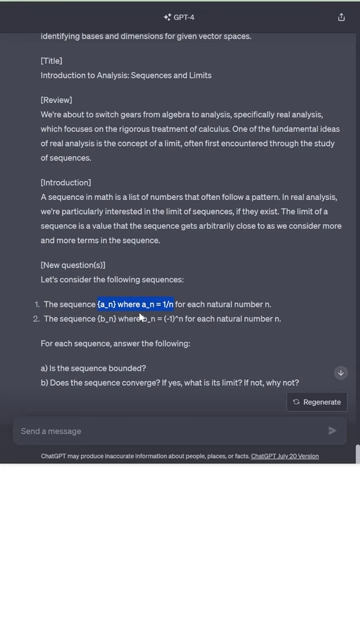 GPT-4
identifying bases and dimensions for given vector spaces.
[Title]
Introduction to Analysis: Sequences and Limits
[Review]
We're about to switch gears from algebra to analysis, specifically real analysis,
which focuses on the rigorous treatment of calculus. One of the fundamental ideas
of real analysis is the concept of a limit, often first encountered through the study
of sequences.
[Introduction]
A sequence in math is a list of numbers that often follow a pattern. In real analysis,
we're particularly interested in the limit of sequences, if they exist. The limit of a
sequence is a value that the sequence gets arbitrarily close to as we consider more
and more terms in the sequence.
[New question(s)]
Let's consider the following sequences:
1. The sequence {a_n} where a_n = 1/n for each natural number n.
2. The sequence {b_n} where b_n = (-1)^n for each natural number n.
For each sequence, answer the following:
a) Is the sequence bounded?
b) Does the sequence converge? If yes, what is its limit? If not, why not?
Regenerate
Send a message
ChatGPT may produce inaccurate information about people, places, or facts. ChatGPT July 20 Version